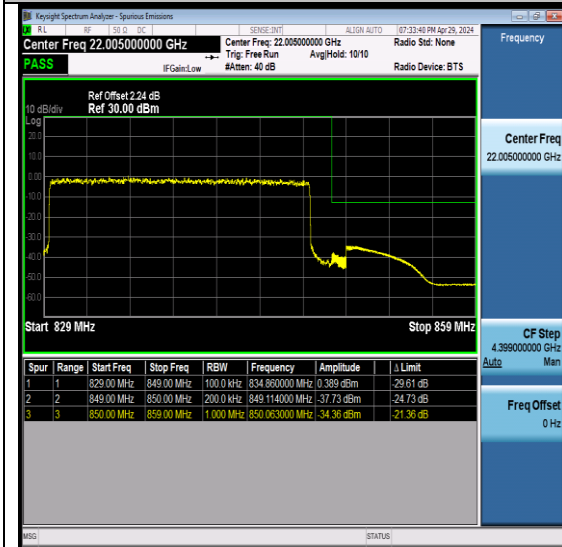 Keysight Spectrum Analyzer - Spurious Emissions
RL RF 50 Ω DC SENSE:INT ALIGN AUTO 07:33:40 PM Apr 29, 2024
Center Freq 22.005000000 GHz
Center Freq: 22.005000000 GHz
Radio Std: None
Trig: Free Run Avg|Hold: 10/10
PASS
IFGain:Low
#Atten: 40 dB
Radio Device: BTS
Ref Offset 2.24 dB
10 dB/div Ref 30.00 dBm
Log
20.0
10.0
0.00
-10.0
-20.0
-30.0
-40.0
-50.0
-60.0
Start 829 MHz Stop 859 MHz
Spur Range Start Freq Stop Freq RBW Frequency Amplitude Δ Limit
1 1 829.00 MHz 849.00 MHz 100.0 kHz 834.860000 MHz 0.389 dBm -29.61 dB
2 2 849.00 MHz 850.00 MHz 200.0 kHz 849.114000 MHz -37.73 dBm -24.73 dB
3 3 850.00 MHz 859.00 MHz 1.000 MHz 850.063000 MHz -34.36 dBm -21.36 dB
MSG STATUS
Frequency
Center Freq
22.005000000 GHz
CF Step
4.399000000 GHz
Auto Man
Freq Offset
0 Hz